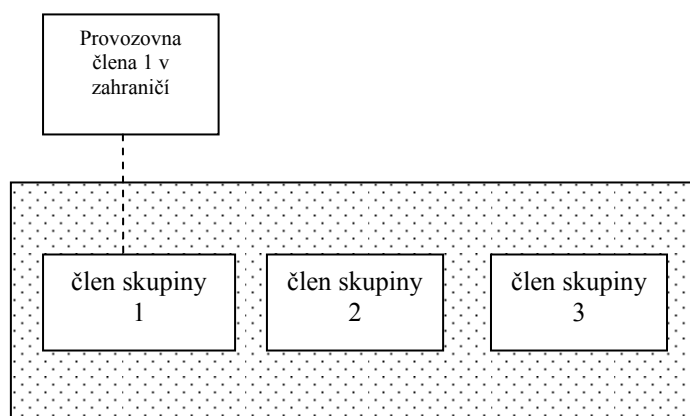 Provozovna
člena 1 v
zahraničí
člen skupiny
1
člen skupiny
2
člen skupiny
3